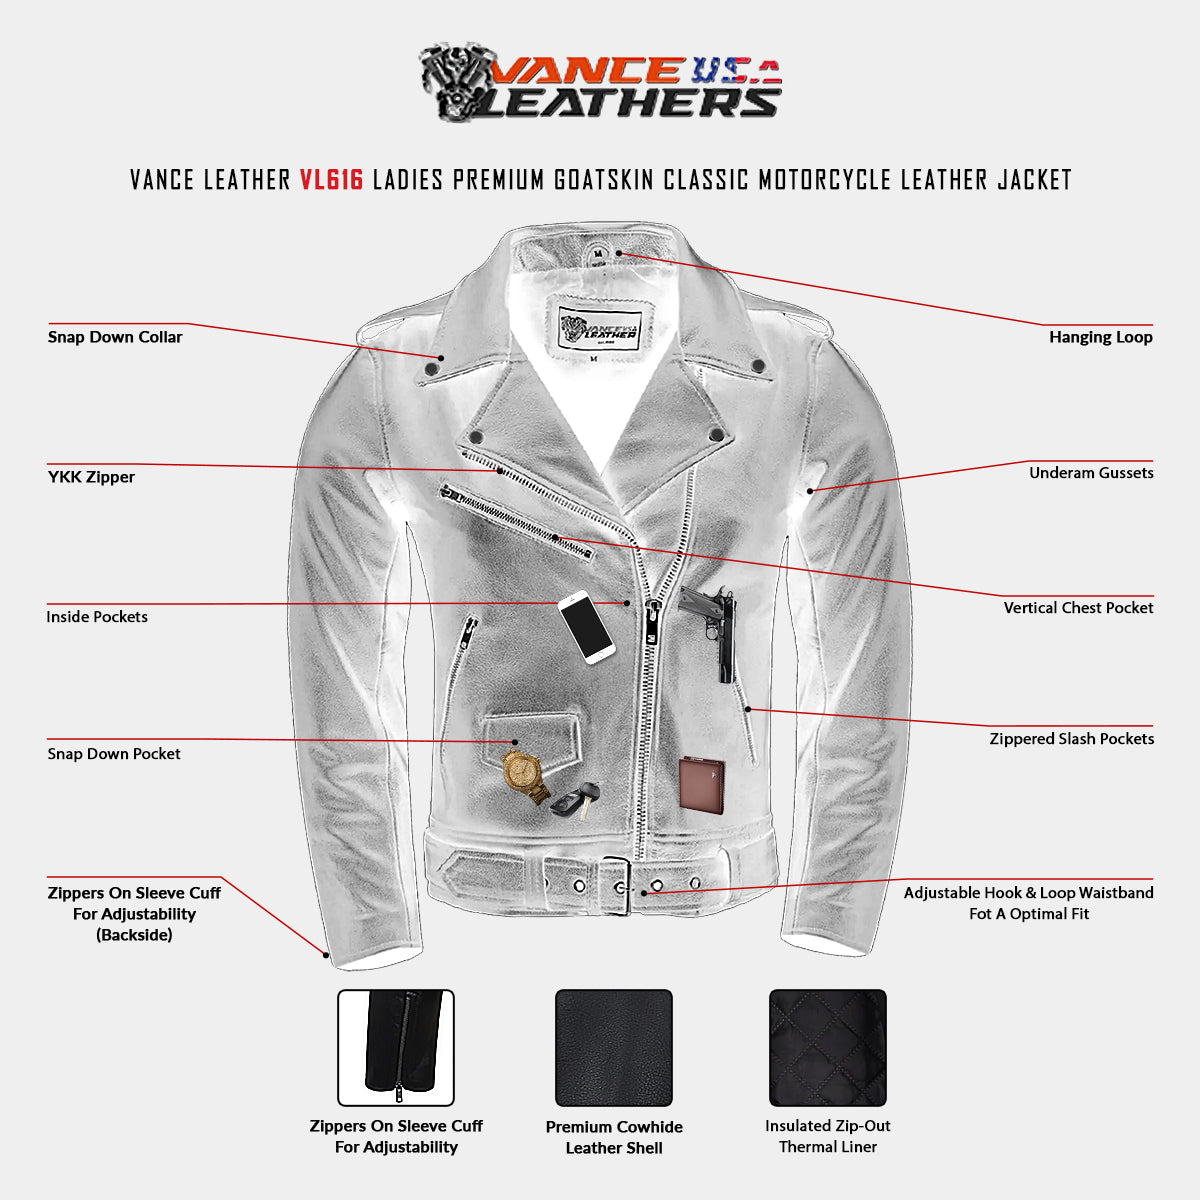 VANCE USA
LEATHERS
VANCE LEATHER VL616 LADIES PREMIUM GOATSKIN CLASSIC MOTORCYCLE LEATHER JACKET
M
VANCE USA
LEATHER
M
Snap Down Collar
Hanging Loop
YKK Zipper
Underam Gussets
Inside Pockets
Vertical Chest Pocket
Snap Down Pocket
Zippered Slash Pockets
Zippers On Sleeve Cuff
For Adjustability
(Backside)
Adjustable Hook & Loop Waistband
Fot A Optimal Fit
Zippers On Sleeve Cuff
For Adjustability
Premium Cowhide
Leather Shell
Insulated Zip-Out
Thermal Liner